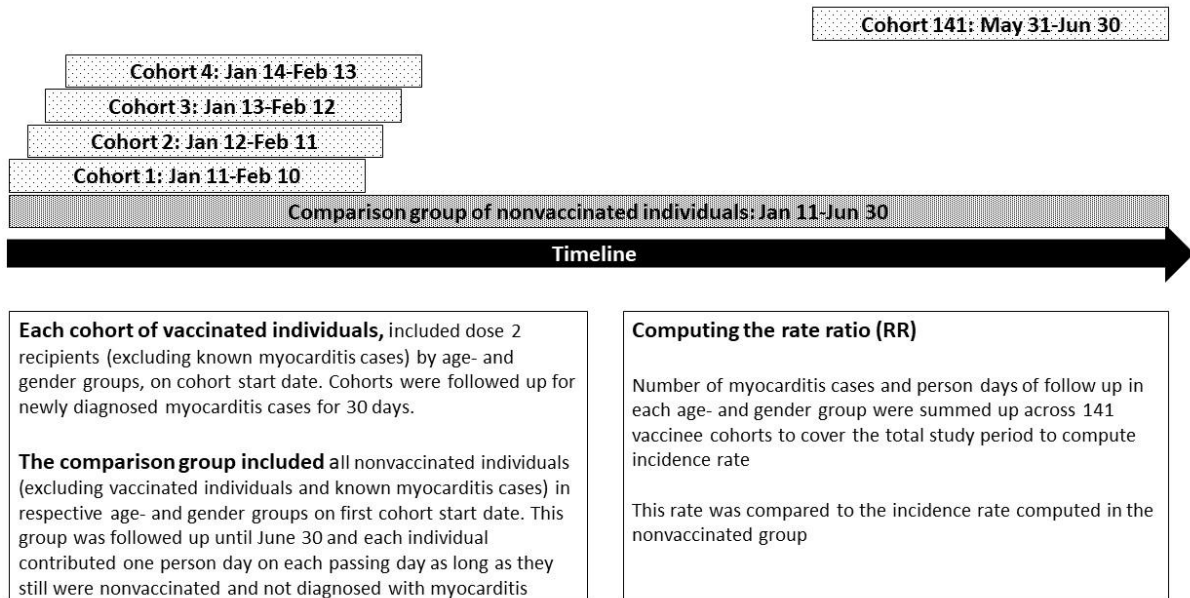 Cohort 141: May 31-Jun 30
Cohort 4: Jan 14-Feb 13
Cohort 3: Jan 13-Feb 12
Cohort 2: Jan 12-Feb 11
Cohort 1: Jan 11-Feb 10
Comparison group of nonvaccinated individuals: Jan 11-Jun 30
Timeline
Each cohort of vaccinated individuals, included dose 2
recipients (excluding known myocarditis cases) by age- and
gender groups, on cohort start date. Cohorts were followed up for
newly diagnosed myocarditis cases for 30 days.
The comparison group included all nonvaccinated individuals
(excluding vaccinated individuals and known myocarditis cases) in
respective age- and gender groups on first cohort start date. This
group was followed up until June 30 and each individual
contributed one person day on each passing day as long as they
still were nonvaccinated and not diagnosed with myocarditis
Computing the rate ratio (RR)
Number of myocarditis cases and person days of follow up in
each age- and gender group were summed up across 141
vaccinee cohorts to cover the total study period to compute
incidence rate
This rate was compared to the incidence rate computed in the
nonvaccinated group